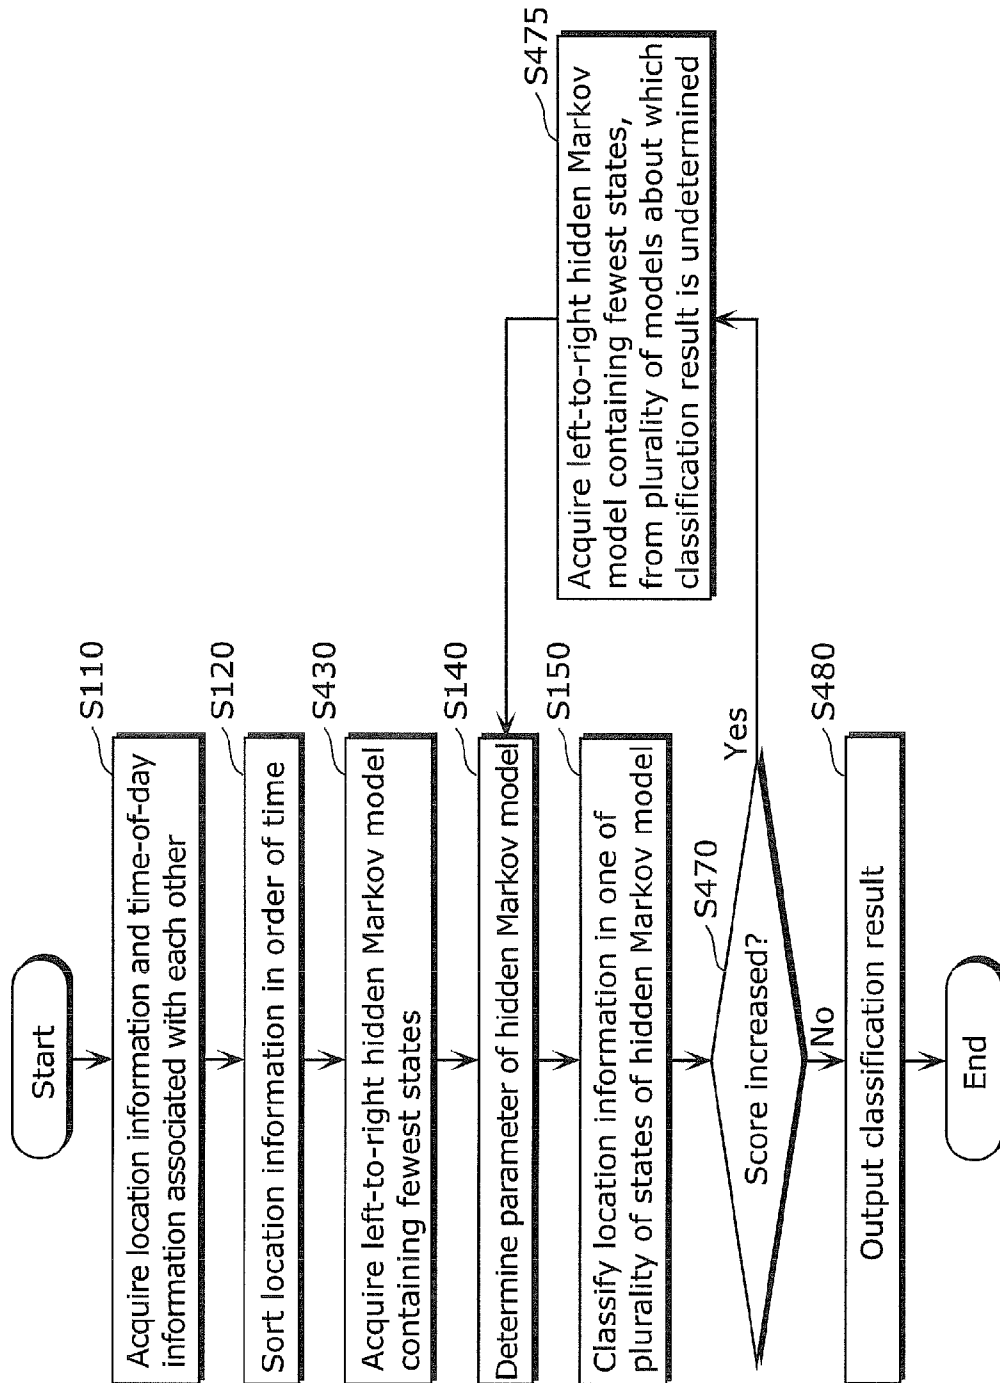 Start
S110
Acquire location information and time-of-day
information associated with each other
S120
Sort location information in order of time
S430
Acquire left-to-right hidden Markov model
containing fewest states
S140
Determine parameter of hidden Markov model
S150
Classify location information in one of
plurality of states of hidden Markov model
S470
Score increased?
Yes
No
S475
Acquire left-to-right hidden Markov
model containing fewest states,
from plurality of models about which
classification result is undetermined
S480
Output classification result
End